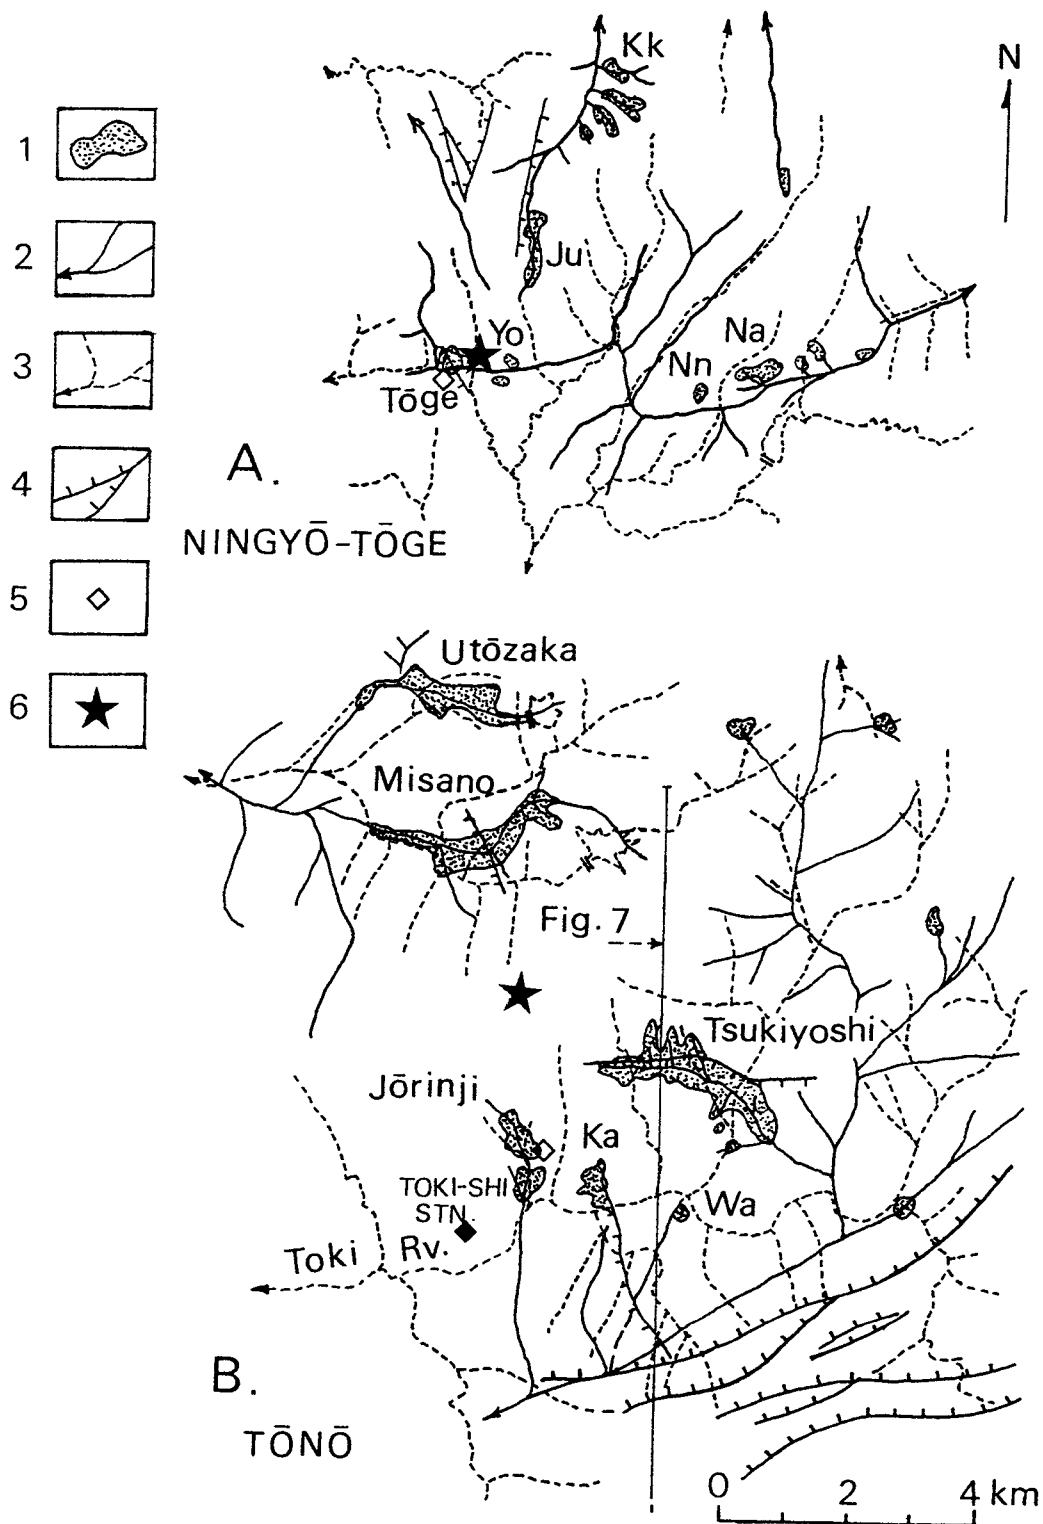 Kk
N
1
2
Ju
3
Yo
Na
Nn
Tōge
4
A.
NINGYŌ-TŌGE
5
Utōzaka
6
Misano
Fig. 7
Tsukiyoshi
Jōrinji
Ka
TOKI-SHI
STN.
Wa
Toki Rv.
B.
TŌNŌ
0 2 4 km